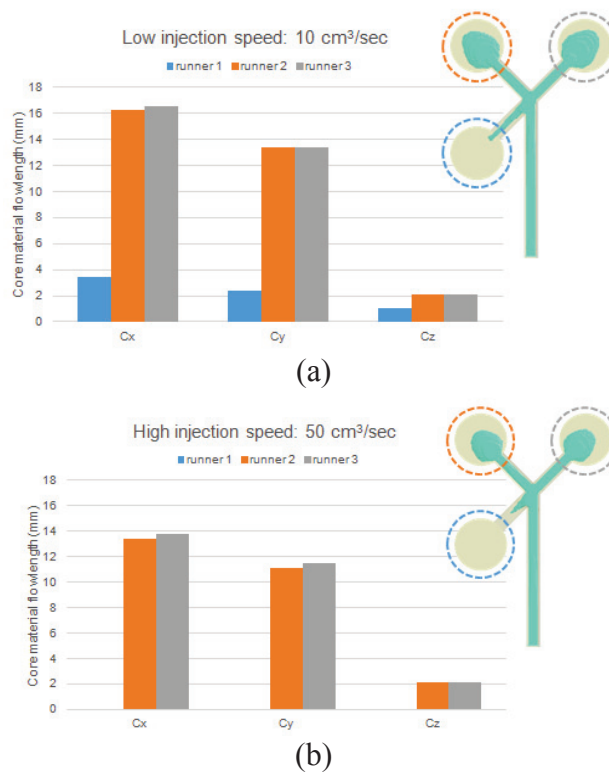 Low injection speed: 10 cm³/sec
runner 1 runner 2 runner 3
Core material flowlength (mm)
18
16
14
12
10
8
6
4
2
0
Cx Cy Cz
(a)
High injection speed: 50 cm³/sec
runner 1 runner 2 runner 3
Core material flowlength (mm)
18
16
14
12
10
8
6
4
2
0
Cx Cy Cz
(b)